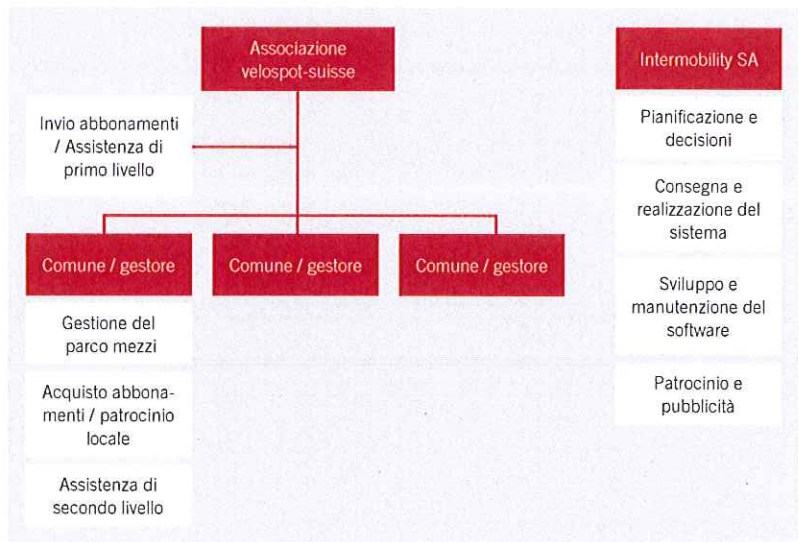 Associazione
velospot-suisse
Intermobility SA
Invio abbonamenti
/ Assistenza di
primo livello
Pianificazione e
decisioni
Consegna e
realizzazione del
sistema
Comune / gestore
Comune / gestore
Comune / gestore
Gestione del
parco mezzi
Acquisto abbona-
menti / patrocinio
locale
Assistenza di
secondo livello
Sviluppo e
manutenzione del
software
Patrocinio e
pubblicità